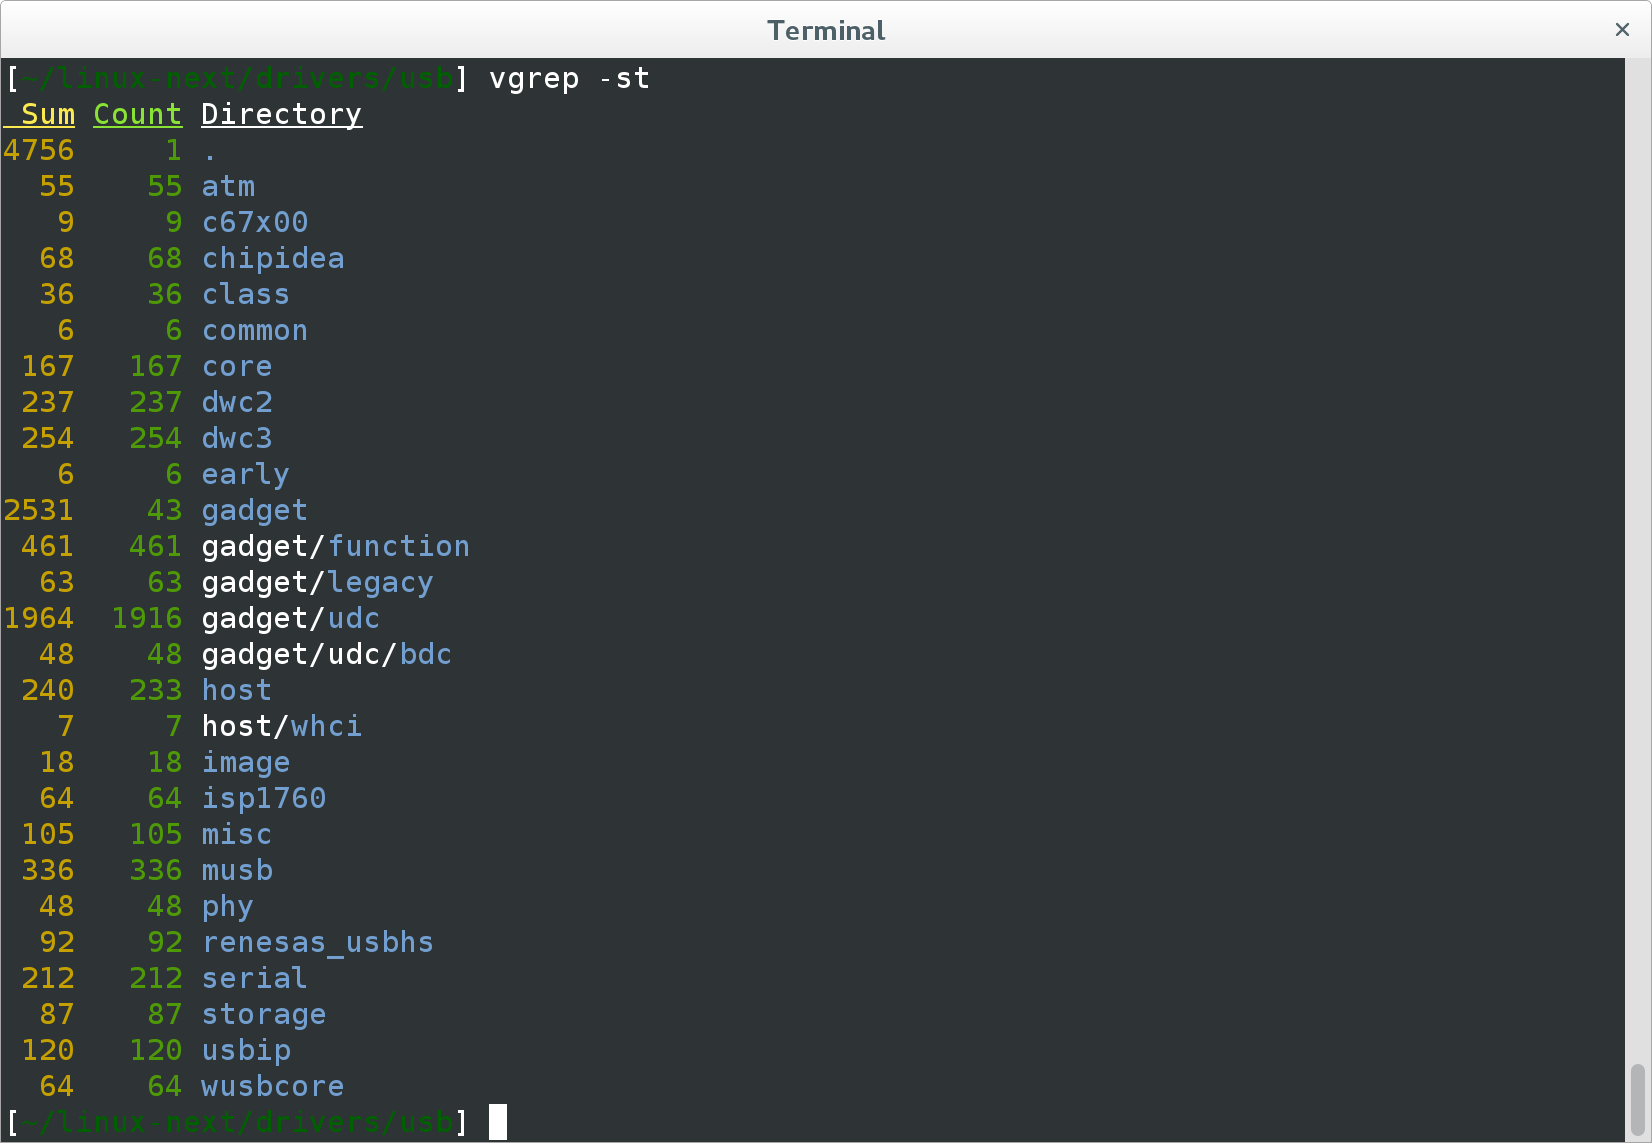 Terminal ×
[~/linux-next/drivers/usb] vgrep -st
 Sum Count Directory
4756     1 .
  55    55 atm
   9     9 c67x00
  68    68 chipidea
  36    36 class
   6     6 common
 167   167 core
 237   237 dwc2
 254   254 dwc3
   6     6 early
2531    43 gadget
 461   461 gadget/function
  63    63 gadget/legacy
1964  1916 gadget/udc
  48    48 gadget/udc/bdc
 240   233 host
   7     7 host/whci
  18    18 image
  64    64 isp1760
 105   105 misc
 336   336 musb
  48    48 phy
  92    92 renesas_usbhs
 212   212 serial
  87    87 storage
 120   120 usbip
  64    64 wusbcore
[~/linux-next/drivers/usb]